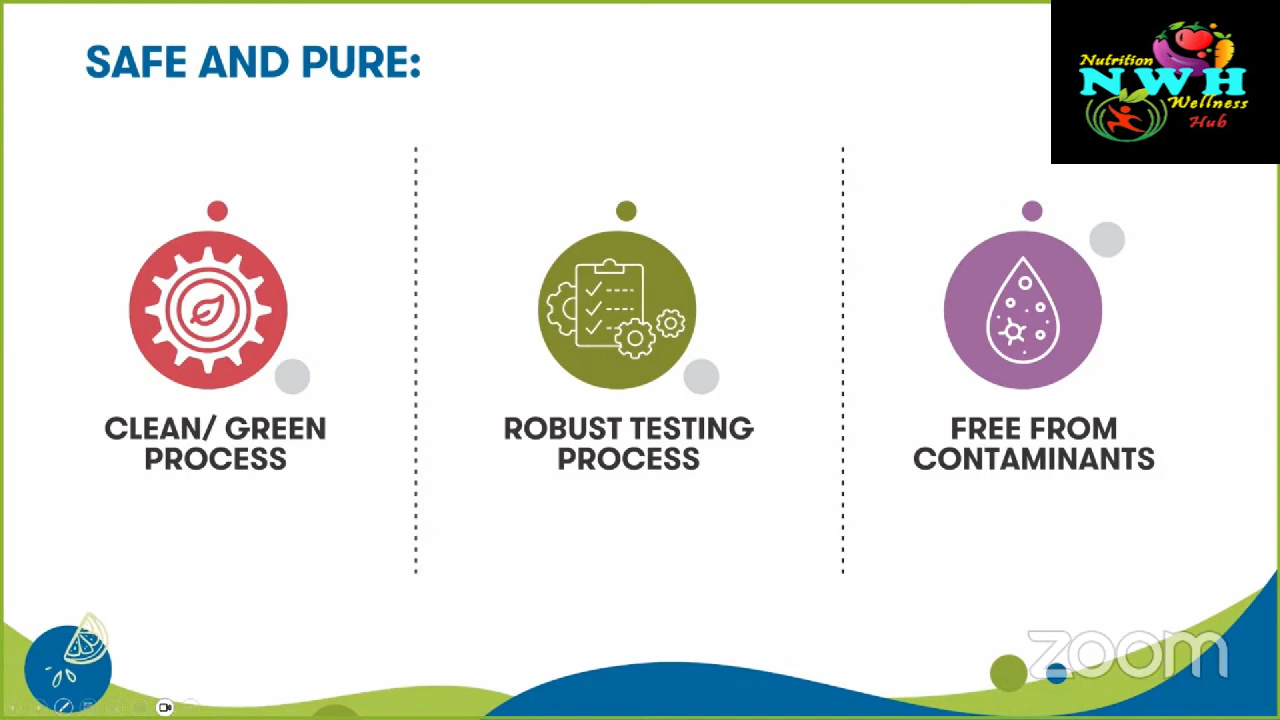 SAFE AND PURE:
Nutrition
NWH
Wellness
Hub
CLEAN/ GREEN
PROCESS
ROBUST TESTING
PROCESS
FREE FROM
CONTAMINANTS
zoom